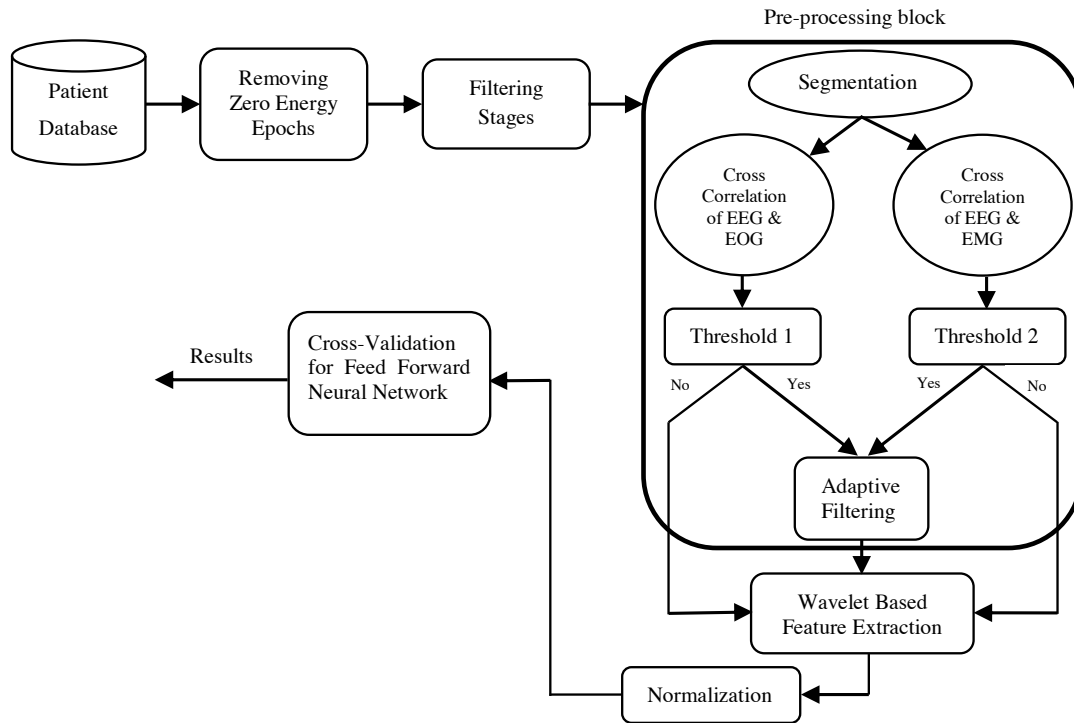 Pre-processing block
Patient
Database
Removing
Zero Energy
Epochs
Filtering
Stages
Segmentation
Cross
Correlation
of EEG &
EOG
Cross
Correlation
of EEG &
EMG
Threshold 1
Threshold 2
No
Yes
Yes
No
Adaptive
Filtering
Wavelet Based
Feature Extraction
Normalization
Cross-Validation
for Feed Forward
Neural Network
Results